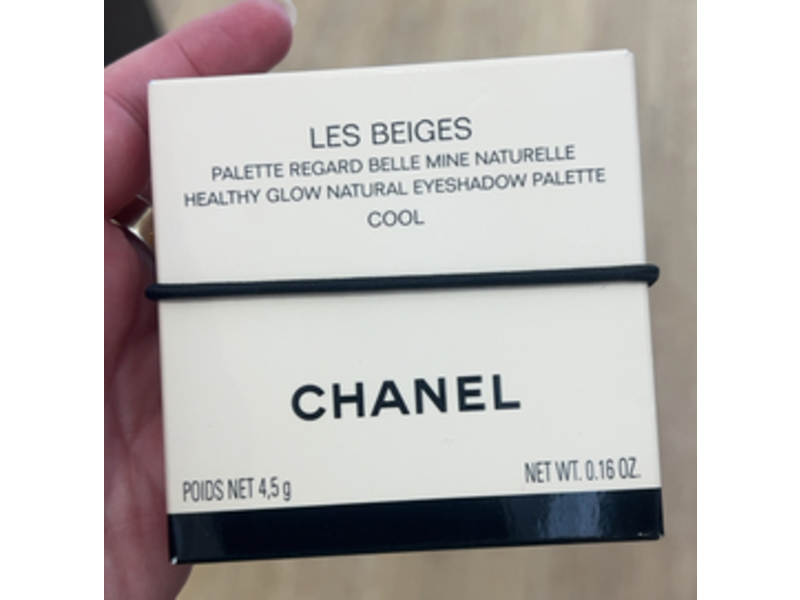 LES BEIGES
PALETTE REGARD BELLE MINE NATURELLE
HEALTHY GLOW NATURAL EYESHADOW PALETTE
COOL
CHANEL
POIDS NET 4,5 g
NET WT. 0.16 OZ.